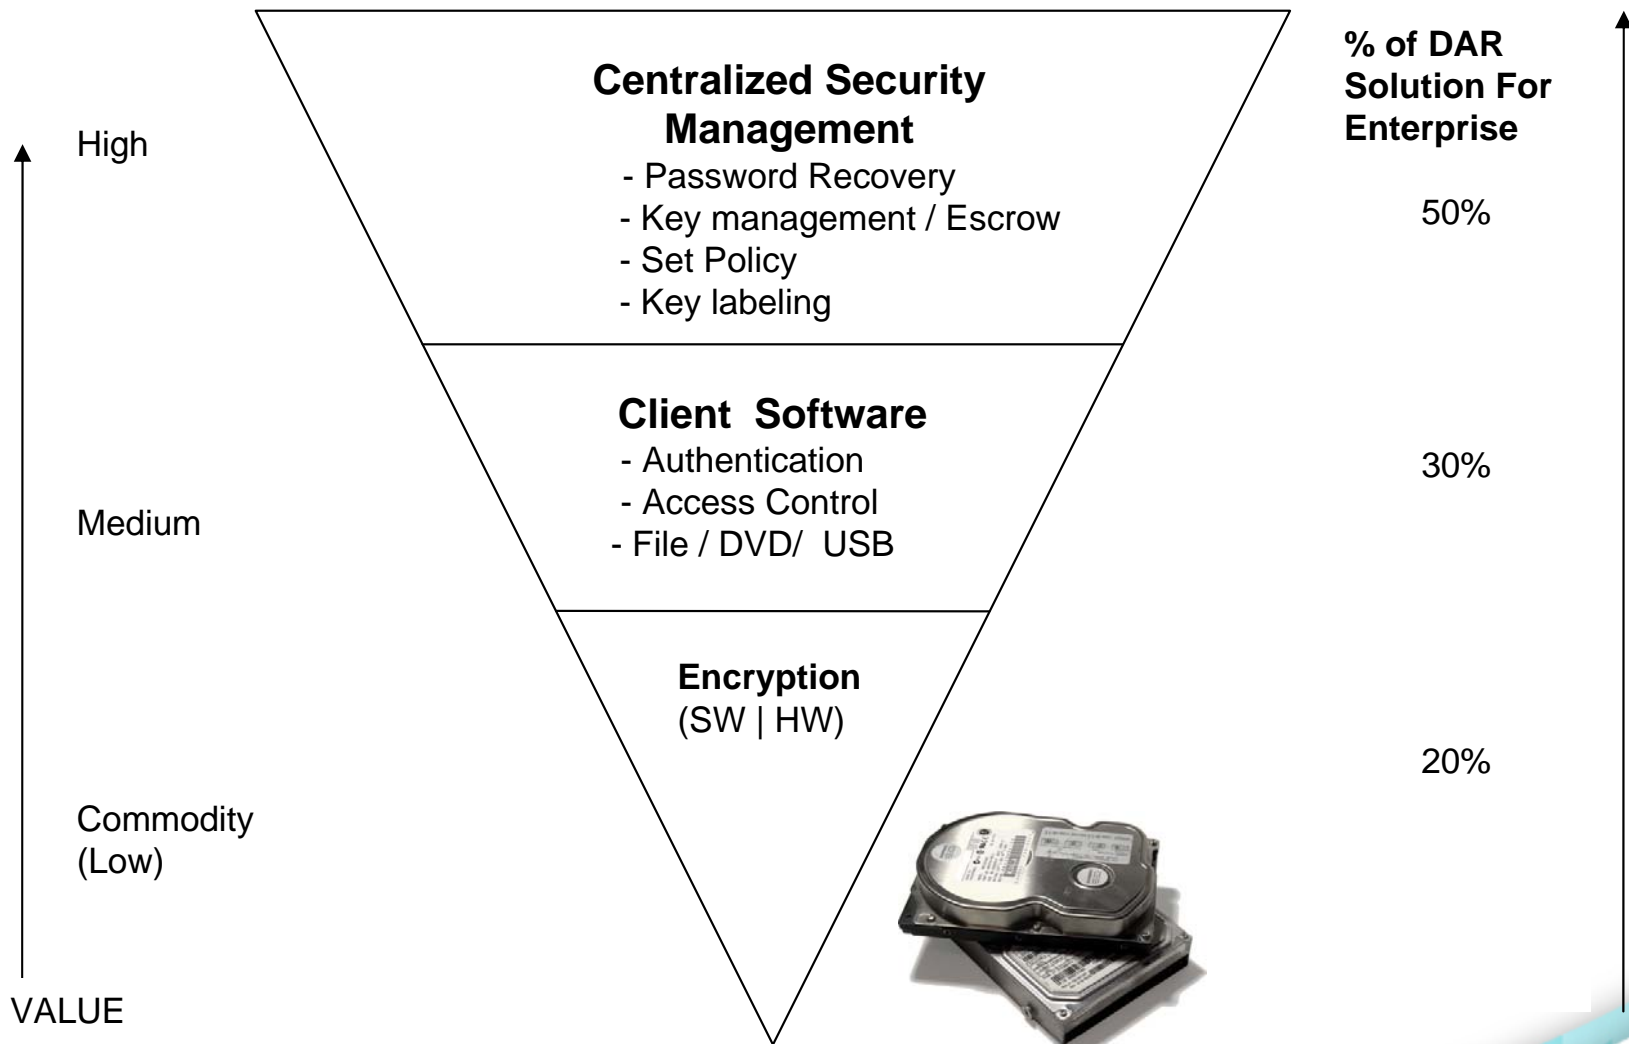 Centralized Security
Management
- Password Recovery
- Key management / Escrow
- Set Policy
- Key labeling
Client Software
- Authentication
- Access Control
- File / DVD/ USB
Encryption
(SW | HW)
High
Medium
Commodity
(Low)
VALUE
% of DAR
Solution For
Enterprise
50%
30%
20%